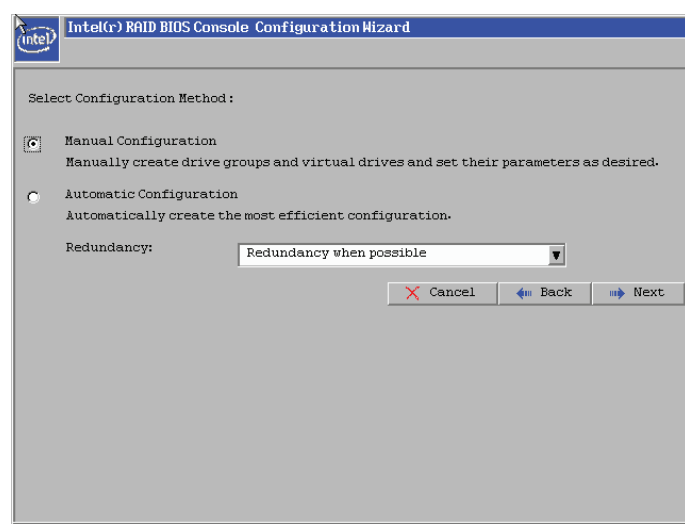 Intel(r) RAID BIOS Console Configuration Wizard
intel
Select Configuration Method:
Manual Configuration
Manually create drive groups and virtual drives and set their parameters as desired.
Automatic Configuration
Automatically create the most efficient configuration.
Redundancy: Redundancy when possible
Cancel Back Next